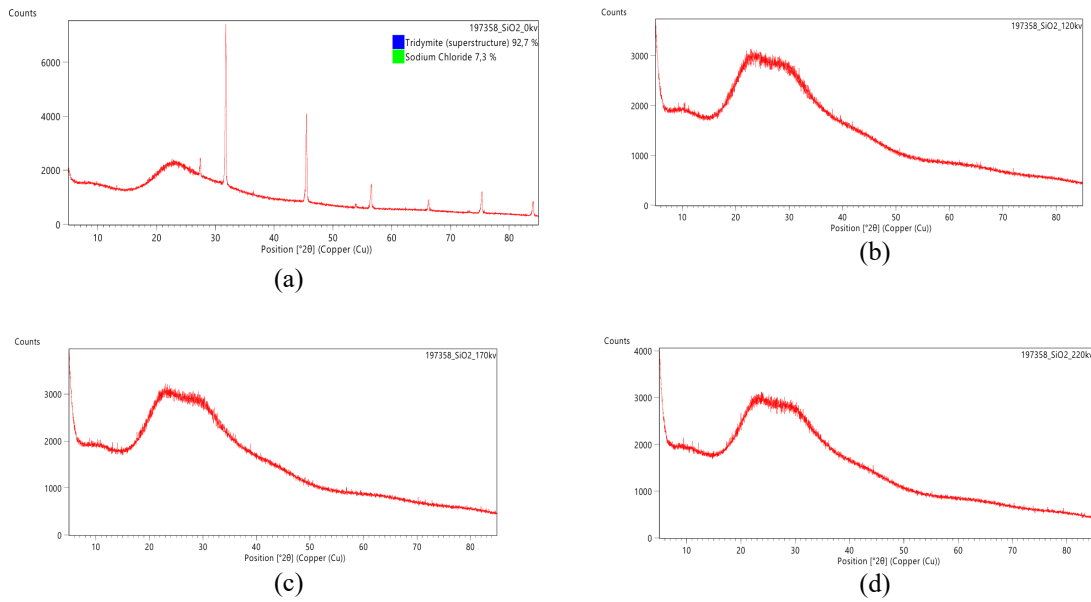 Counts
197358_SiO2_0kv
Tridymite (superstructure) 92,7 %
Sodium Chloride 7,3 %
6000
4000
2000
0
10 20 30 40 50 60 70 80
Position [°2θ] (Copper (Cu))
(a)
Counts
197358_SiO2_120kv
3000
2000
1000
0
10 20 30 40 50 60 70 80
Position [°2θ] (Copper (Cu))
(b)
Counts
197358_SiO2_170kv
3000
2000
1000
0
10 20 30 40 50 60 70 80
Position [°2θ] (Copper (Cu))
(c)
Counts
197358_SiO2_220kv
4000
3000
2000
1000
0
10 20 30 40 50 60 70 80
Position [°2θ] (Copper (Cu))
(d)